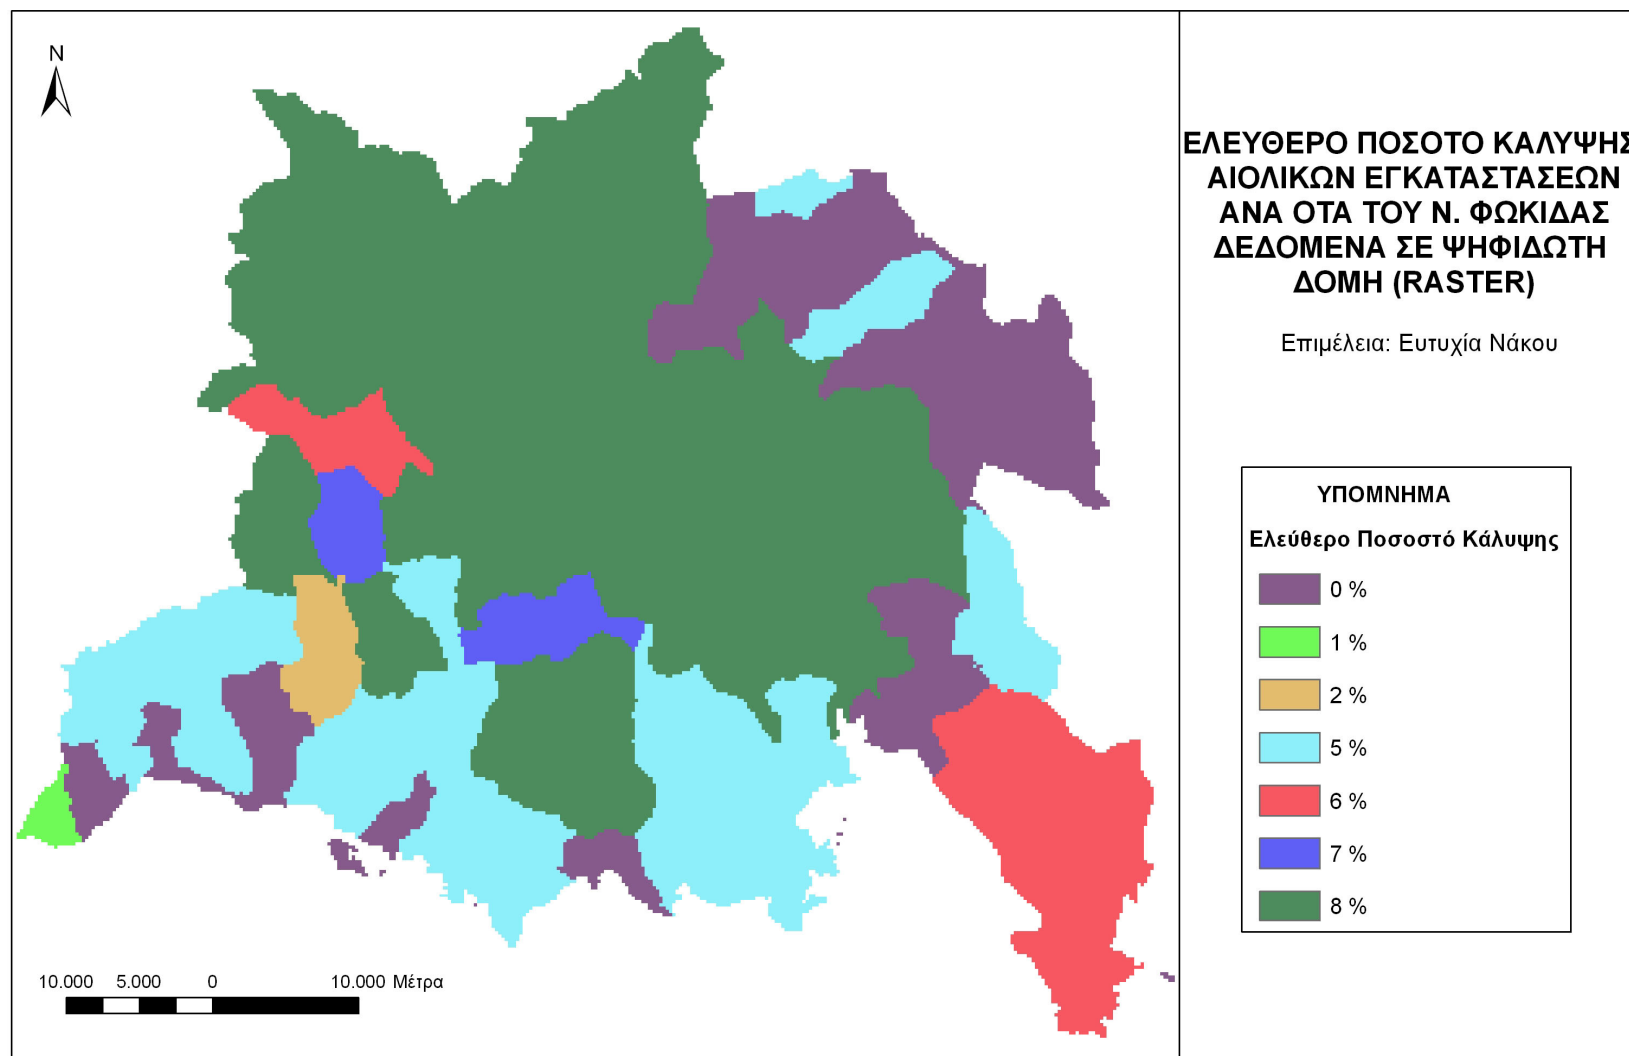 N
ΕΛΕΥΘΕΡΟ ΠΟΣΟΤΟ ΚΑΛΥΨΗΣ
ΑΙΟΛΙΚΩΝ ΕΓΚΑΤΑΣΤΑΣΕΩΝ
ΑΝΑ ΟΤΑ ΤΟΥ Ν. ΦΩΚΙΔΑΣ
ΔΕΔΟΜΕΝΑ ΣΕ ΨΗΦΙΔΩΤΗ
ΔΟΜΗ (RASTER)
Επιμέλεια: Ευτυχία Νάκου
ΥΠΟΜΝΗΜΑ
Ελεύθερο Ποσοστό Κάλυψης
0 %
1 %
2 %
5 %
6 %
7 %
8 %
10.000 5.000 0 10.000 Μέτρα